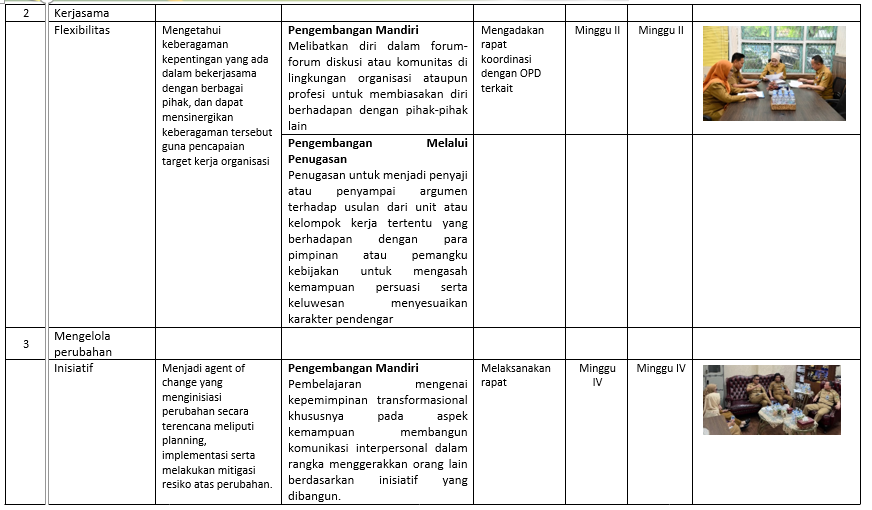 2 Kerjasama
Flexibilitas
Mengetahui
keberagaman
kepentingan yang ada
dalam bekerjasama
dengan berbagai
pihak, dan dapat
mensinergikan
keberagaman tersebut
guna pencapaian
target kerja organisasi
Pengembangan Mandiri
Melibatkan diri dalam forum-
forum diskusi atau komunitas di
lingkungan organisasi ataupun
profesi untuk membiasakan diri
berhadapan dengan pihak-pihak
lain
Mengadakan
rapat
koordinasi
dengan OPD
terkait
Minggu II
Minggu II
Pengembangan Melalui
Penugasan
Penugasan untuk menjadi penyaji
atau penyampai argumen
terhadap usulan dari unit atau
kelompok kerja tertentu yang
berhadapan dengan para
pimpinan atau pemangku
kebijakan untuk mengasah
kemampuan persuasi serta
keluwesan menyesuaikan
karakter pendengar
3 Mengelola
perubahan
Inisiatif
Menjadi agent of
change yang
menginisiasi
perubahan secara
terencana meliputi
planning,
implementasi serta
melakukan mitigasi
resiko atas perubahan.
Pengembangan Mandiri
Pembelajaran mengenai
kepemimpinan transformasional
khususnya pada aspek
kemampuan membangun
komunikasi interpersonal dalam
rangka menggerakkan orang lain
berdasarkan inisiatif yang
dibangun.
Melaksanakan
rapat
Minggu
IV
Minggu IV